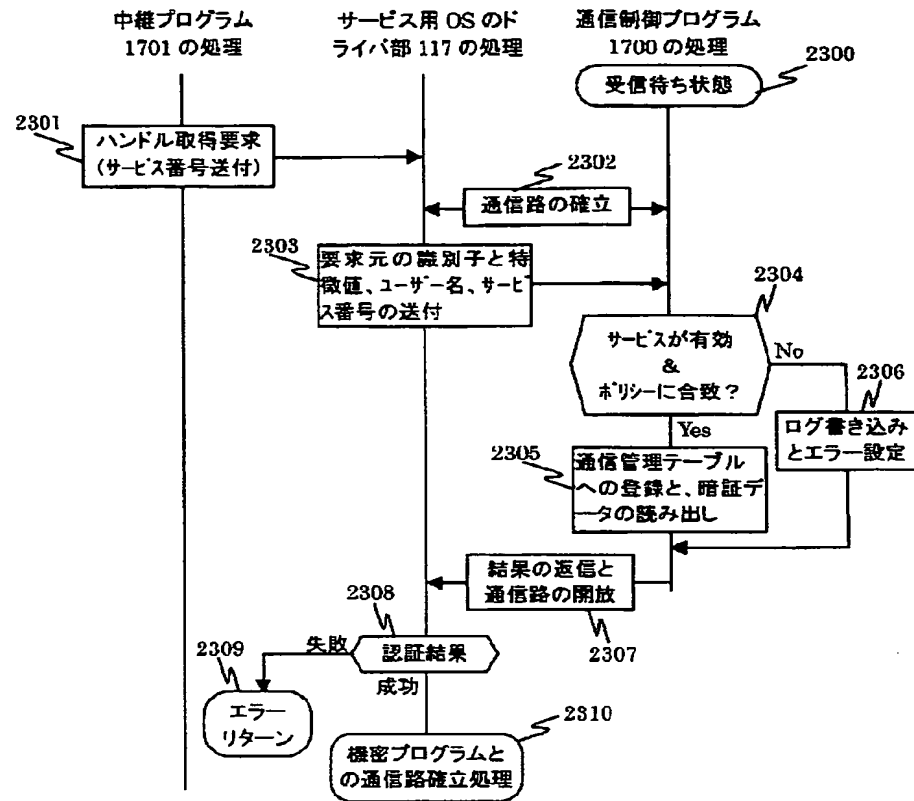 中継プログラム
1701 の処理
サービス用 OS のド
ライバ部 117 の処理
通信制御プログラム
1700 の処理
受信待ち状態
2300
2301
ハンドル取得要求
(サービス番号送付)
2302
通信路の確立
2303
要求元の識別子と特
徴値、ユーザー名、サービ
ス番号の送付
2304
サービスが有効
&
ポリシーに合致？
No
Yes
2306
ログ書き込み
とエラー設定
2305
通信管理テーブル
への登録と、暗証デ
ータの読み出し
結果の返信と
通信路の開放
2307
2308
認証結果
失敗
成功
2309
エラー
リターン
2310
機密プログラムと
の通信路確立処理